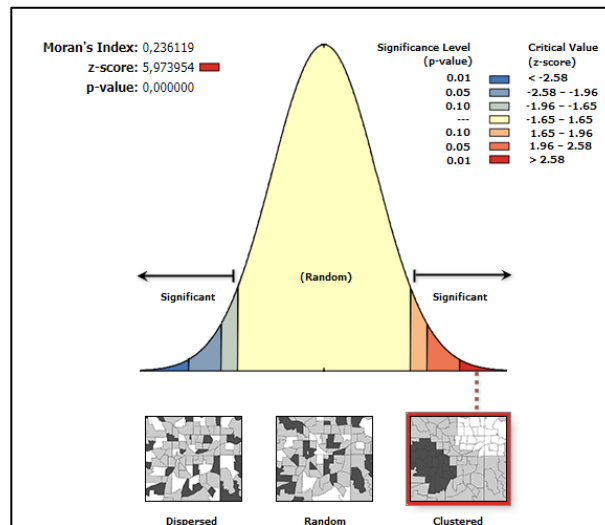 Moran's Index: 0,236119
z-score: 5,973954
p-value: 0,000000
Significance Level
(p-value)
Critical Value
(z-score)
0.01 < -2.58
0.05 -2.58 – -1.96
0.10 -1.96 – -1.65
--- -1.65 – 1.65
0.10 1.65 – 1.96
0.05 1.96 – 2.58
0.01 > 2.58
(Random)
Significant
Significant
Dispersed
Random
Clustered